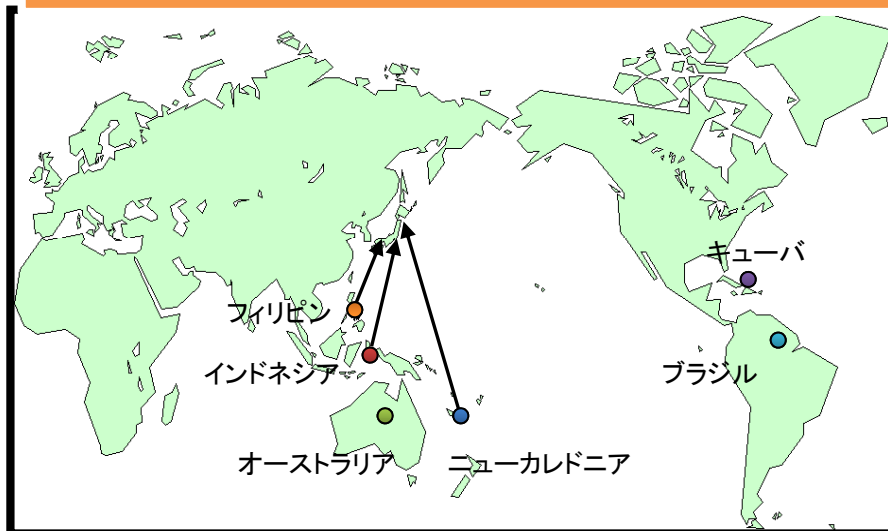 キューバ
フィリピン
インドネシア
ブラジル
オーストラリア
ニューカレドニア